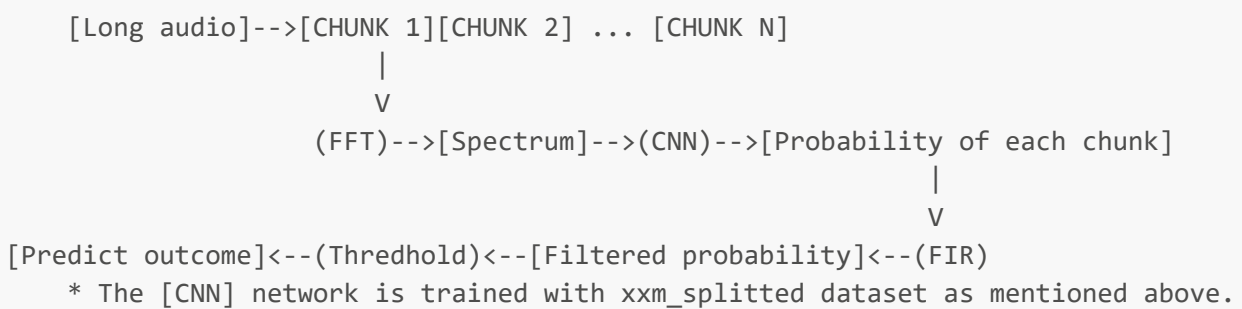 [Long audio]-->[CHUNK 1][CHUNK 2] ... [CHUNK N]
|
V
(FFT)-->[Spectrum]-->(CNN)-->[Probability of each chunk]
|
V
[Predict outcome]<--(Thredhold)<--[Filtered probability]<--(FIR)
* The [CNN] network is trained with xxm_splitted dataset as mentioned above.